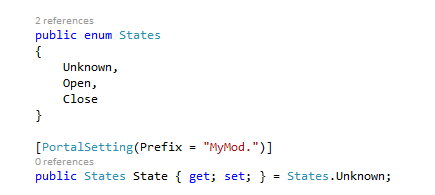 2 references
public enum States
{
    Unknown,
    Open,
    Close
}
[PortalSetting(Prefix = "MyMod.")]
0 references
public States State { get; set; } = States.Unknown;